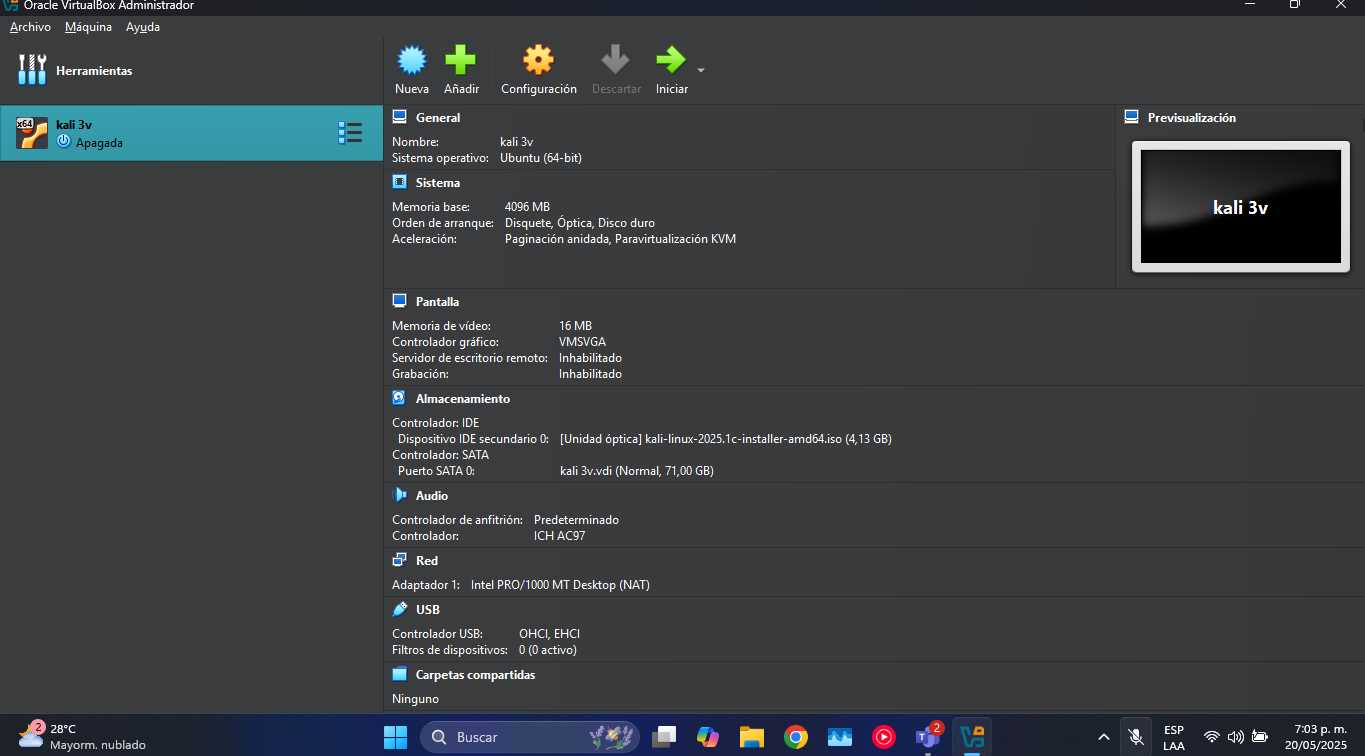 Oracle VirtualBox Administrador
Archivo Máquina Ayuda
Herramientas
Nueva Añadir Configuración Descartar Iniciar
x64
kali 3v
Apagada
General
Nombre: kali 3v
Sistema operativo: Ubuntu (64-bit)
Previsualización
kali 3v
Sistema
Memoria base: 4096 MB
Orden de arranque: Disquete, Óptica, Disco duro
Aceleración: Paginación anidada, Paravirtualización KVM
Pantalla
Memoria de vídeo: 16 MB
Controlador gráfico: VMSVGA
Servidor de escritorio remoto: Inhabilitado
Grabación: Inhabilitado
Almacenamiento
Controlador: IDE
Dispositivo IDE secundario 0: [Unidad óptica] kali-linux-2025.1c-installer-amd64.iso (4,13 GB)
Controlador: SATA
Puerto SATA 0: kali 3v.vdi (Normal, 71,00 GB)
Audio
Controlador de anfitrión: Predeterminado
Controlador: ICH AC97
Red
Adaptador 1: Intel PRO/1000 MT Desktop (NAT)
USB
Controlador USB: OHCI, EHCI
Filtros de dispositivos: 0 (0 activo)
Carpetas compartidas
Ninguno
2
28°C
Mayorm. nublado
Buscar
2
ESP
LAA
7:03 p. m.
20/05/2025